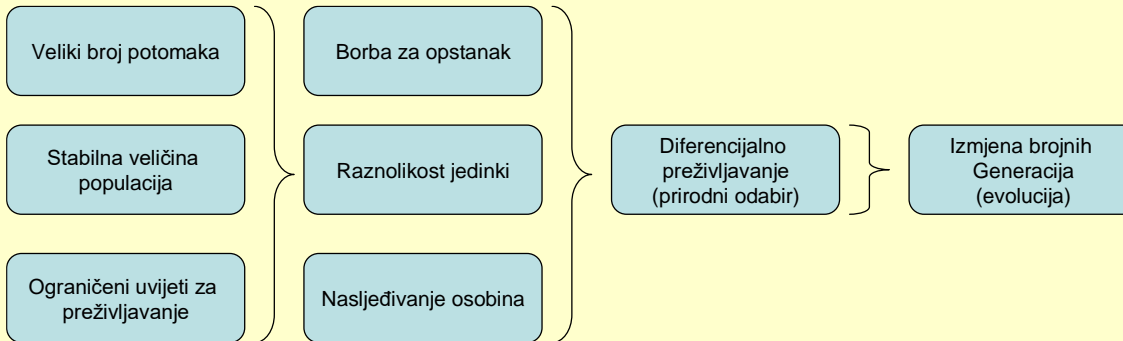 Veliki broj potomaka
Stabilna veličina
populacija
Ograničeni uvijeti za
preživljavanje
Borba za opstanak
Raznolikost jedinki
Nasljeđivanje osobina
Diferencijalno
preživljavanje
(prirodni odabir)
Izmjena brojnih
Generacija
(evolucija)